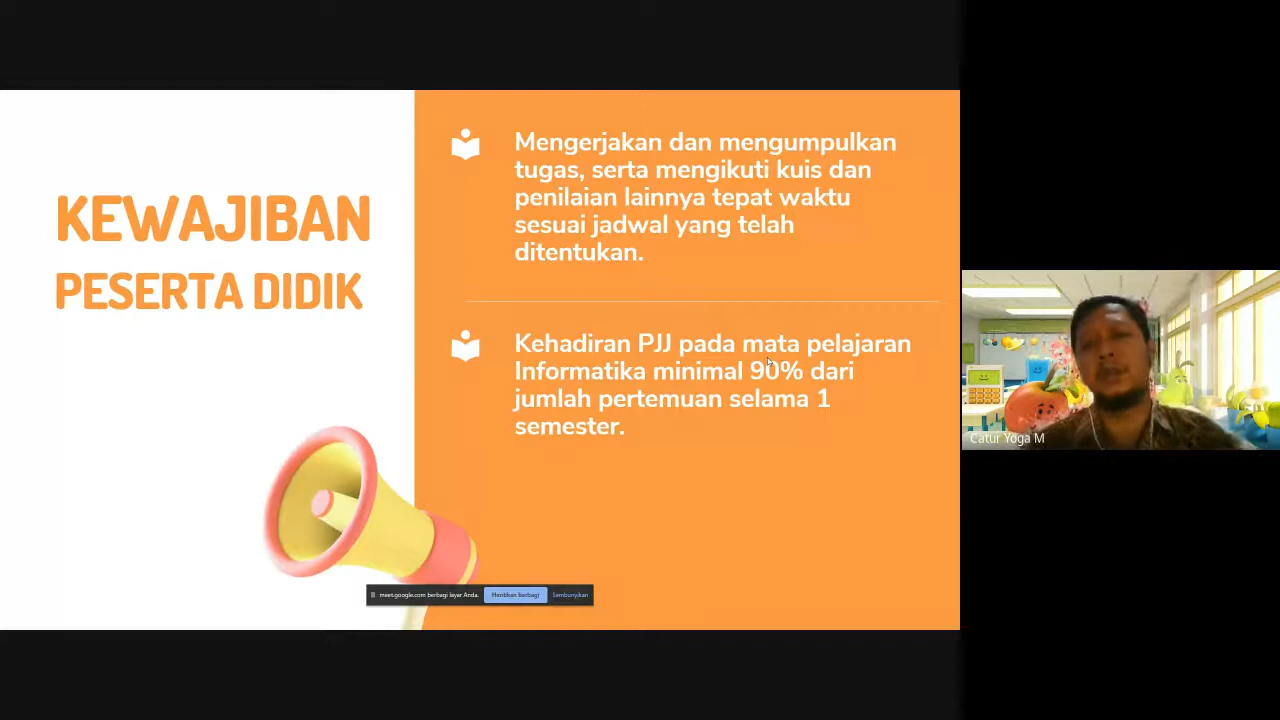 KEWAJIBAN
PESERTA DIDIK
Mengerjakan dan mengumpulkan
tugas, serta mengikuti kuis dan
penilaian lainnya tepat waktu
sesuai jadwal yang telah
ditentukan.
Kehadiran PJJ pada mata pelajaran
Informatika minimal 90% dari
jumlah pertemuan selama 1
semester.
meet.google.com berbagi layar Anda.
Hentikan berbagi
Sembunyikan
Catur Yoga M